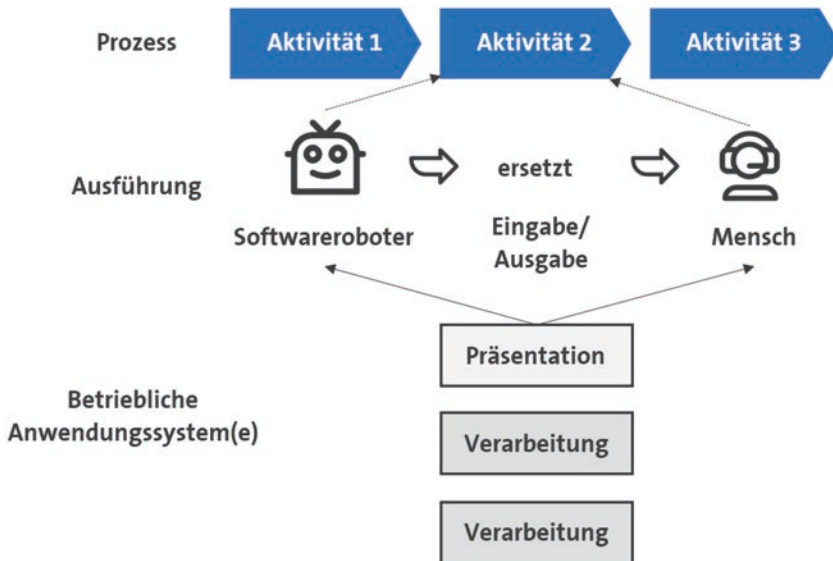 Prozess
Aktivität 1
Aktivität 2
Aktivität 3
Ausführung
ersetzt
Softwareroboter
Eingabe/
Ausgabe
Mensch
Präsentation
Betriebliche
Anwendungssystem(e)
Verarbeitung
Verarbeitung